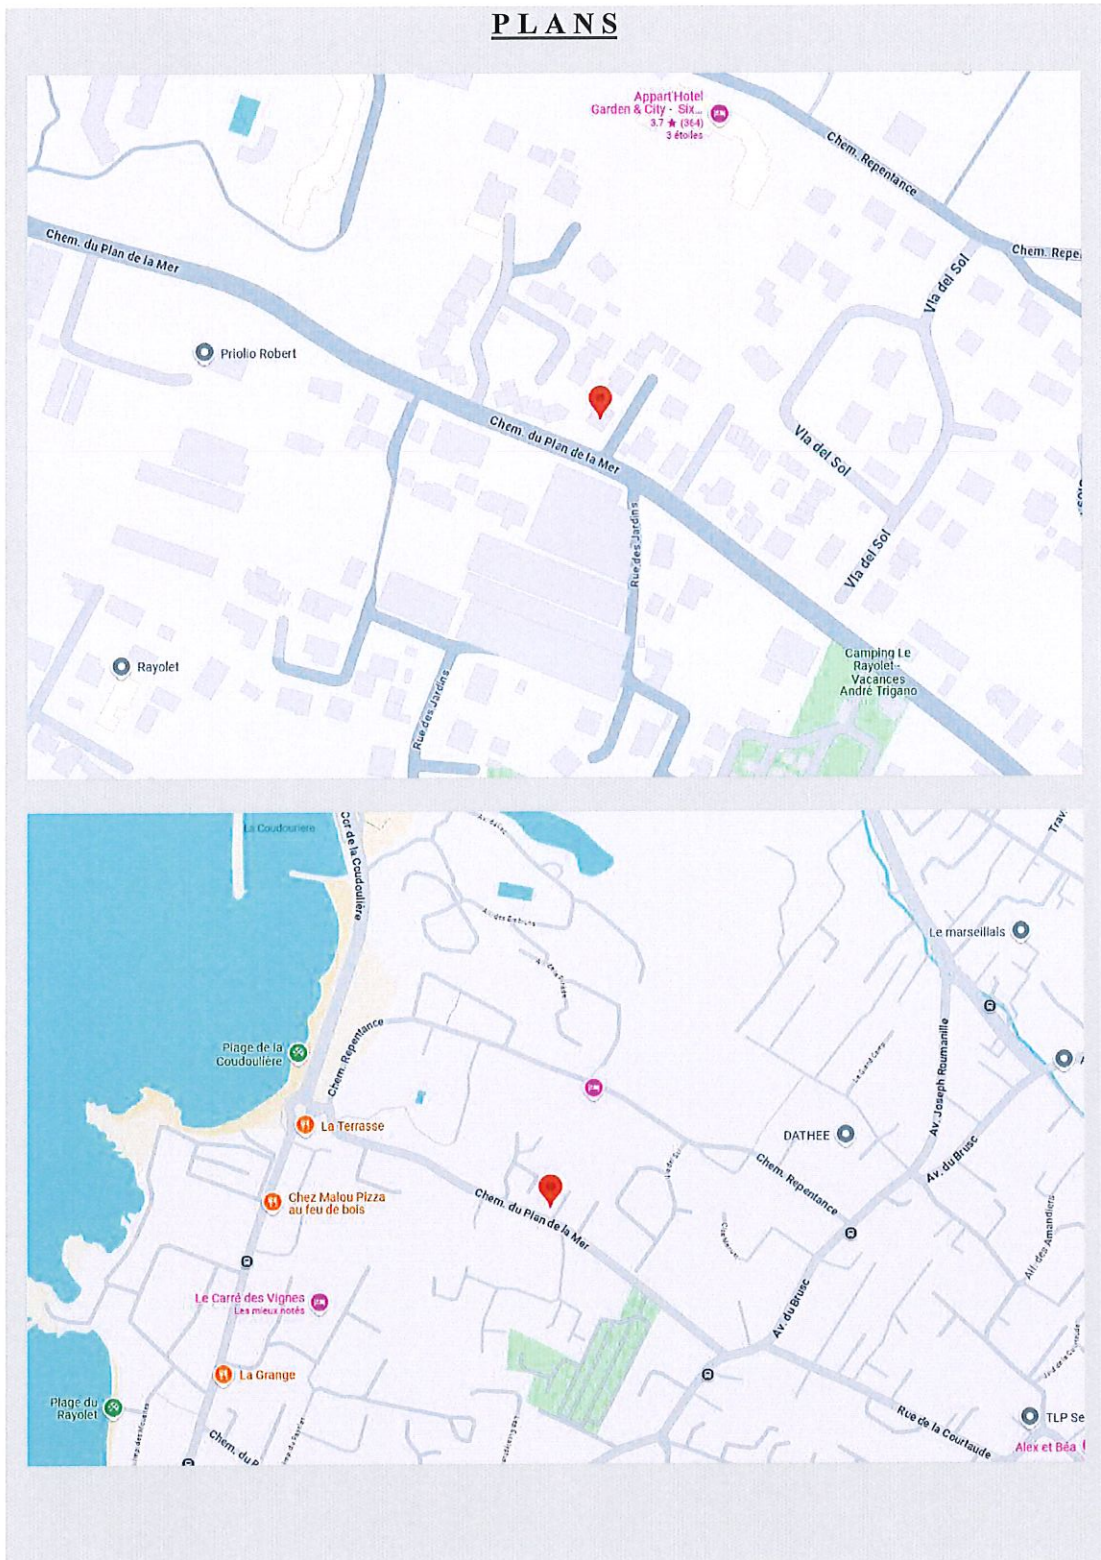 PLANS
Appart'Hotel
Garden & City - Six...
3.7 ★ (364)
3 étoiles
Chem. Repentance
Chem. Repe
Chem. du Plan de la Mer
Via del Sol
Priolio Robert
Chem. du Plan de la Mer
Via del Sol
Rue des Jardins
Via del Sol
Camping Le
Rayolet -
Vacances
André Trigano
Rayolet
Rue des Jardins
La Coudoulière
Cor de la Coudoulière
Trav.
Le marseillais
All. des Embruns
Chem. Repentance
Plage de la
Coudoulière
Av. Joseph Roumanille
La Terrasse
DATHEE
Av. du Brusc
Chem. Repentance
Chez Malou Pizza
au feu de bois
Chem. du Plan de la Mer
All. des Amandiers
Le Carré des Vignes
Les mieux notés
Av. du Brusc
La Grange
Plage du
Rayolet
Rue de la Courtaude
TLP Se
Alex et Béa
Chem. du P